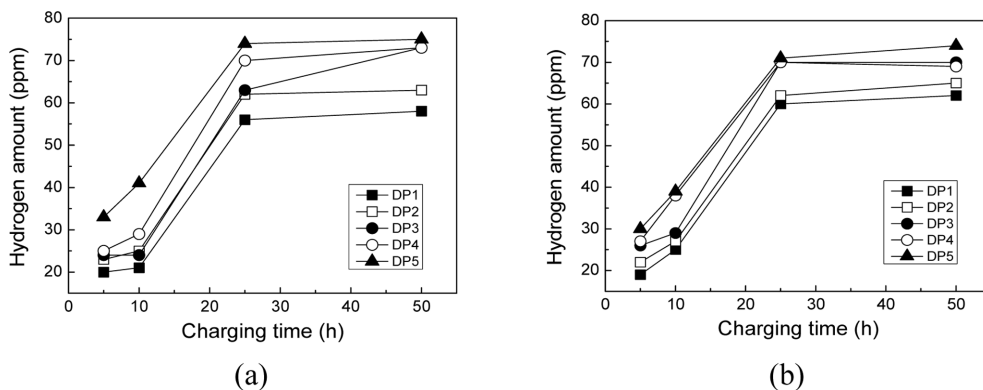 80
70
60
50
40
30
20
Hydrogen amount (ppm)
0 10 20 30 40 50
Charging time (h)
DP1
DP2
DP3
DP4
DP5
(a)
80
70
60
50
40
30
20
Hydrogen amount (ppm)
0 10 20 30 40 50
Charging time (h)
DP1
DP2
DP3
DP4
DP5
(b)